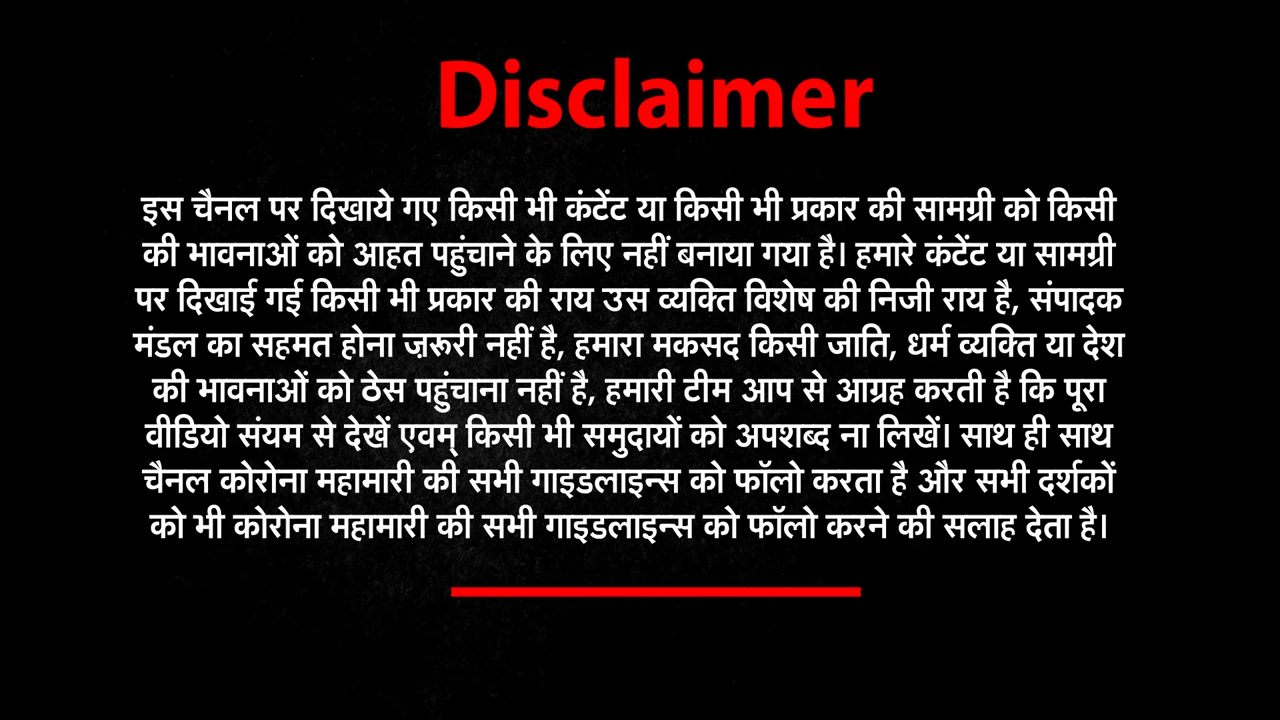 Disclaimer
इस चैनल पर दिखाये गए किसी भी कंटेंट या किसी भी प्रकार की सामग्री को किसी
की भावनाओं को आहत पहुंचाने के लिए नहीं बनाया गया है। हमारे कंटेंट या सामग्री
पर दिखाई गई किसी भी प्रकार की राय उस व्यक्ति विशेष की निजी राय है, संपादक
मंडल का सहमत होना ज़रूरी नहीं है, हमारा मकसद किसी जाति, धर्म व्यक्ति या देश
की भावनाओं को ठेस पहुंचाना नहीं है, हमारी टीम आप से आग्रह करती है कि पूरा
वीडियो संयम से देखें एवम् किसी भी समुदायों को अपशब्द ना लिखें। साथ ही साथ
चैनल कोरोना महामारी की सभी गाइडलाइन्स को फॉलो करता है और सभी दर्शकों
को भी कोरोना महामारी की सभी गाइडलाइन्स को फॉलो करने की सलाह देता है।